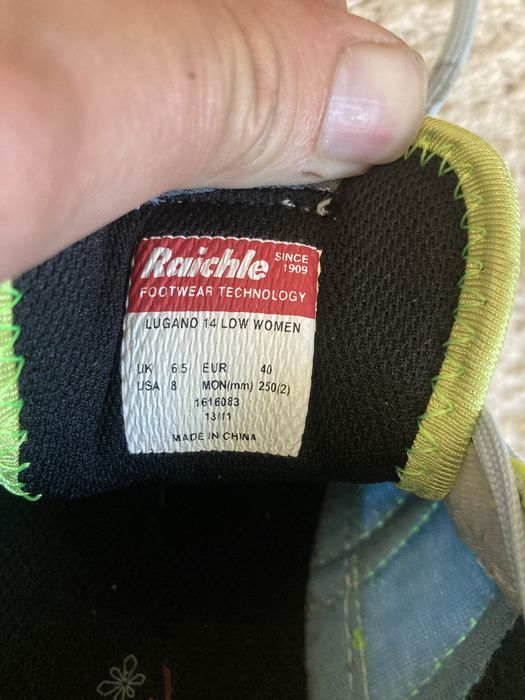 Raichle SINCE 1909
FOOTWEAR TECHNOLOGY
LUGANO 14 LOW WOMEN
UK 6.5 EUR 40
USA 8 MON(mm) 250(2)
1616083
13/11
MADE IN CHINA